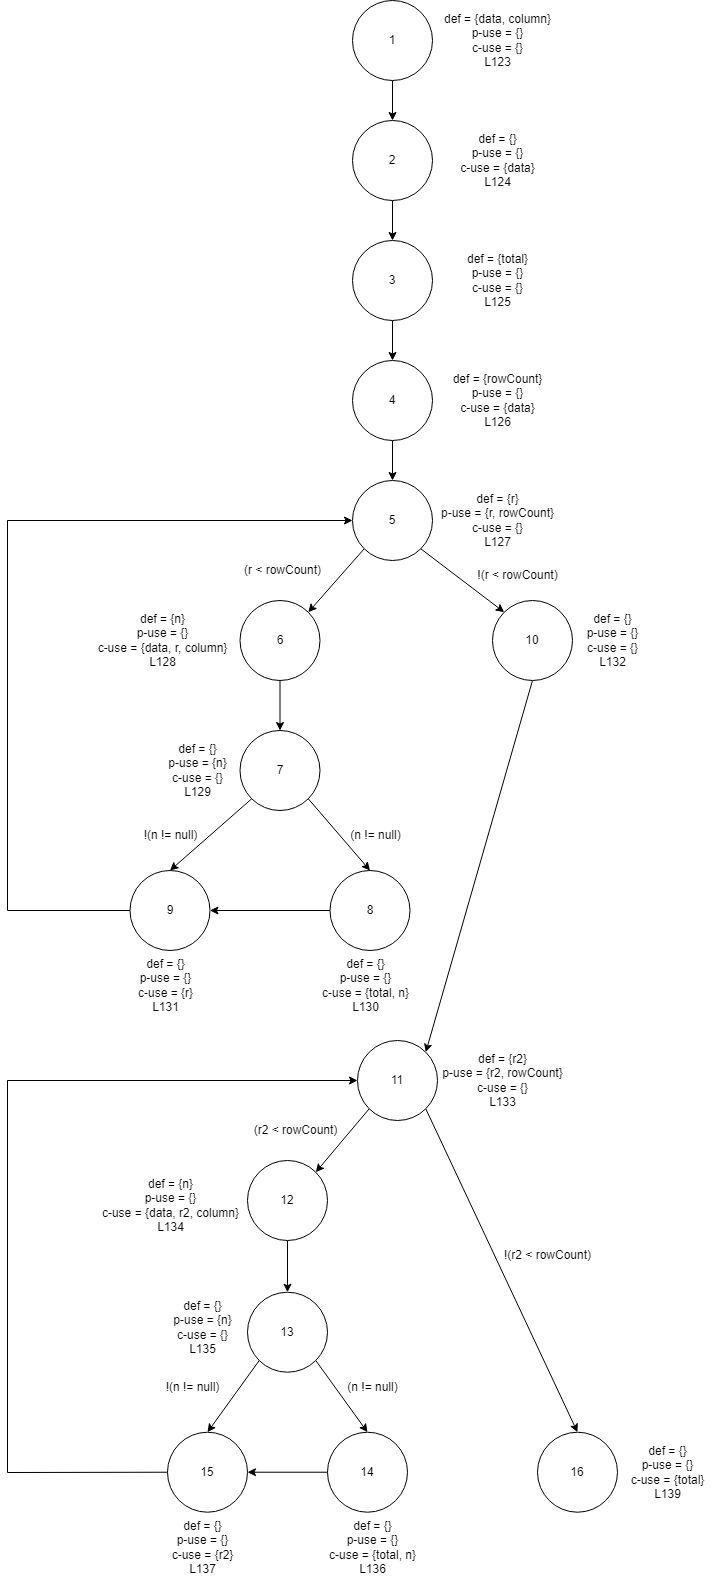 1
def = {data, column}
p-use = {}
c-use = {}
L123
2
def = {}
p-use = {}
c-use = {data}
L124
3
def = {total}
p-use = {}
c-use = {}
L125
4
def = {rowCount}
p-use = {}
c-use = {data}
L126
5
def = {r}
p-use = {r, rowCount}
c-use = {}
L127
(r < rowCount)
!(r < rowCount)
def = {n}
p-use = {}
c-use = {data, r, column}
L128
6
10
def = {}
p-use = {}
c-use = {}
L132
def = {}
p-use = {n}
c-use = {}
L129
7
!(n != null)
(n != null)
9
8
def = {}
p-use = {}
c-use = {r}
L131
def = {}
p-use = {}
c-use = {total, n}
L130
11
def = {r2}
p-use = {r2, rowCount}
c-use = {}
L133
(r2 < rowCount)
def = {n}
p-use = {}
c-use = {data, r2, column}
L134
12
!(r2 < rowCount)
def = {}
p-use = {n}
c-use = {}
L135
13
!(n != null)
(n != null)
15
14
16
def = {}
p-use = {}
c-use = {total}
L139
def = {}
p-use = {}
c-use = {r2}
L137
def = {}
p-use = {}
c-use = {total, n}
L136